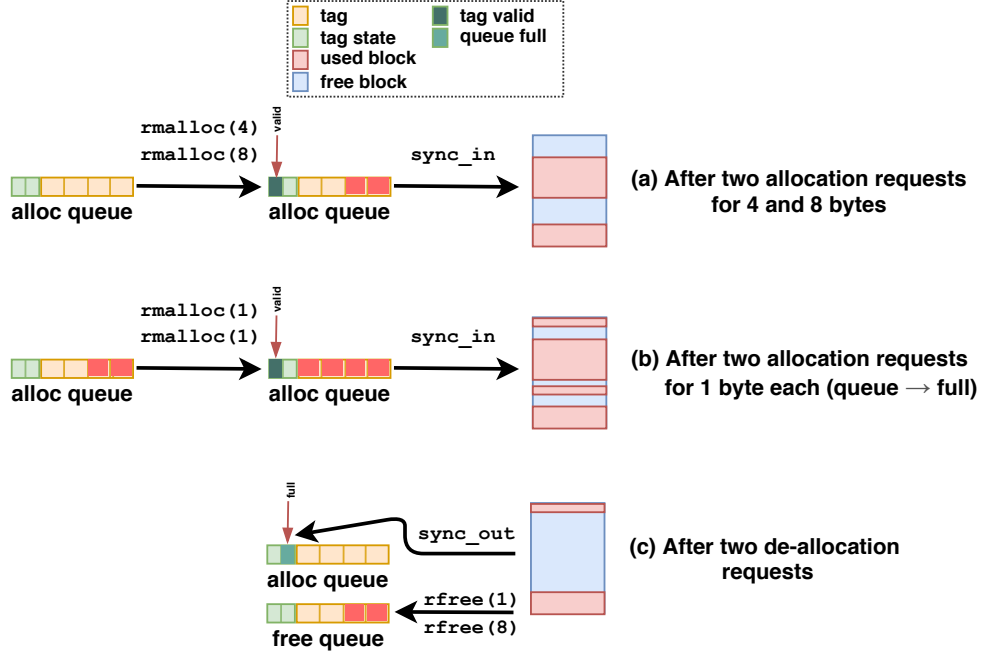 tag
tag valid
tag state
queue full
used block
free block
rmalloc(4)
rmalloc(8)
valid
sync_in
alloc queue
alloc queue
(a) After two allocation requests
for 4 and 8 bytes
rmalloc(1)
rmalloc(1)
valid
sync_in
alloc queue
alloc queue
(b) After two allocation requests
for 1 byte each (queue → full)
full
sync_out
alloc queue
(c) After two de-allocation
requests
rfree(1)
rfree(8)
free queue